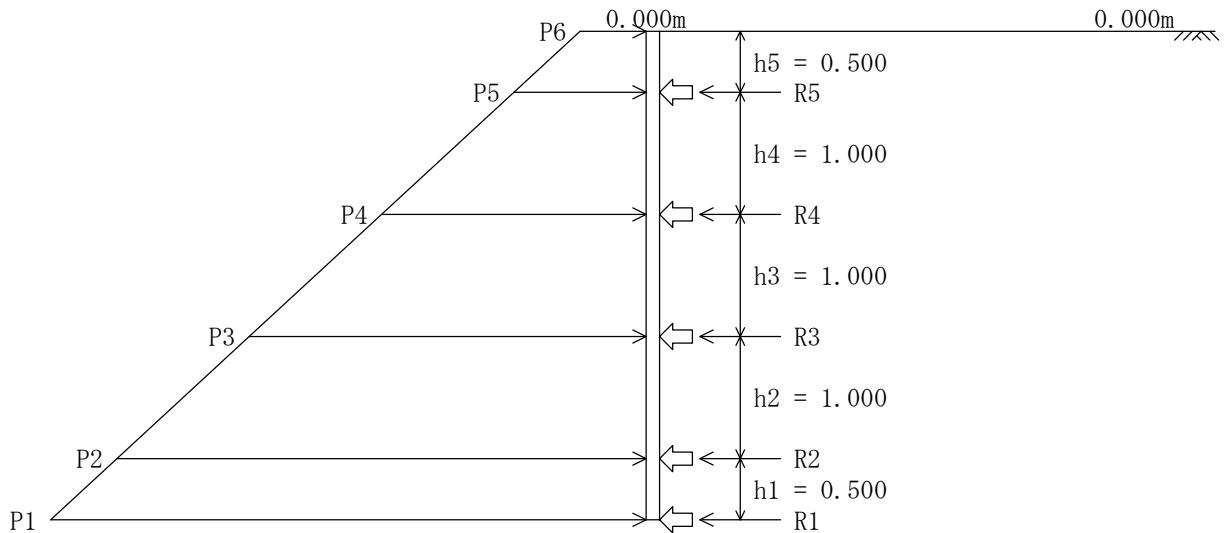 0.000m 0.000m
P6
h5 = 0.500
P5 R5
h4 = 1.000
P4 R4
h3 = 1.000
P3 R3
h2 = 1.000
P2 R2
h1 = 0.500
P1 R1